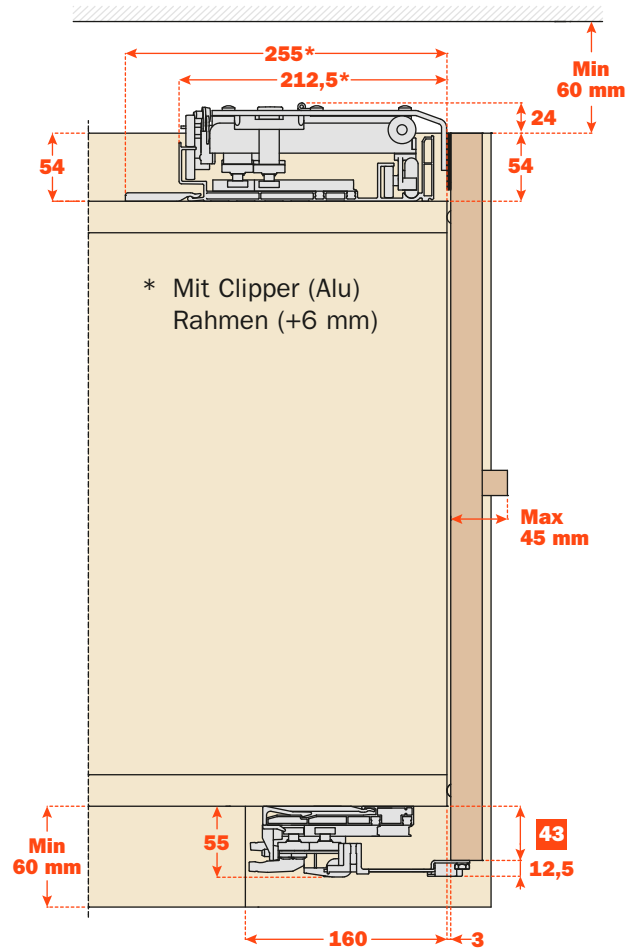 255*
Min
60 mm
212,5*
24
54
54
* Mit Clipper (Alu)
Rahmen (+6 mm)
Max
45 mm
Min
60 mm
55
43
12,5
160
3